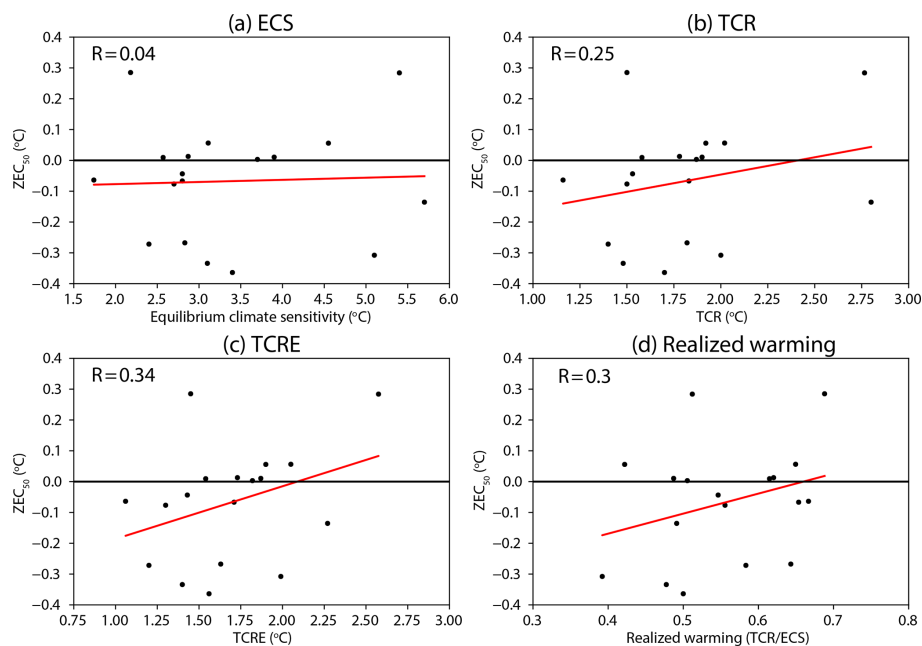 (a) ECS
R=0.04
0.4
0.3
0.2
0.1
0.0
−0.1
−0.2
−0.3
−0.4
ZEC₅₀ (°C)
1.5 2.0 2.5 3.0 3.5 4.0 4.5 5.0 5.5 6.0
Equilibrium climate sensitivity (°C)
(b) TCR
R=0.25
0.4
0.3
0.2
0.1
0.0
−0.1
−0.2
−0.3
−0.4
ZEC₅₀ (°C)
1.00 1.25 1.50 1.75 2.00 2.25 2.50 2.75 3.00
TCR (°C)
(c) TCRE
R=0.34
0.4
0.3
0.2
0.1
0.0
−0.1
−0.2
−0.3
−0.4
ZEC₅₀ (°C)
0.75 1.00 1.25 1.50 1.75 2.00 2.25 2.50 2.75 3.00
TCRE (°C)
(d) Realized warming
R=0.3
0.4
0.3
0.2
0.1
0.0
−0.1
−0.2
−0.3
−0.4
ZEC₅₀ (°C)
0.3 0.4 0.5 0.6 0.7 0.8
Realized warming (TCR/ECS)